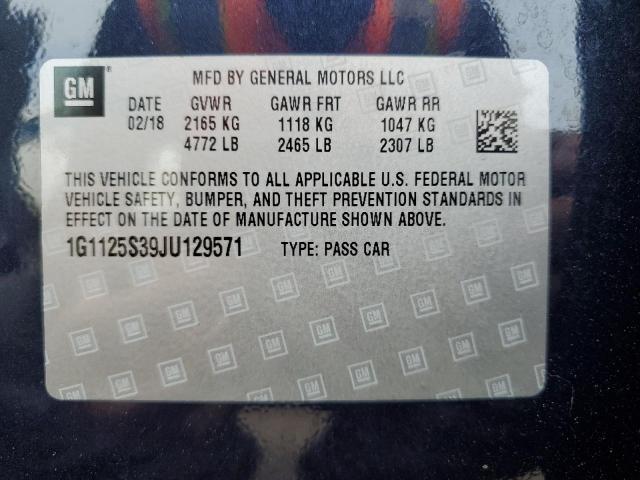 GM ® MFD BY GENERAL MOTORS LLC
DATE GVWR GAWR FRT GAWR RR
02/18 2165 KG 1118 KG 1047 KG
4772 LB 2465 LB 2307 LB
THIS VEHICLE CONFORMS TO ALL APPLICABLE U.S. FEDERAL MOTOR
VEHICLE SAFETY, BUMPER, AND THEFT PREVENTION STANDARDS IN
EFFECT ON THE DATE OF MANUFACTURE SHOWN ABOVE.
1G1125S39JU129571 TYPE: PASS CAR